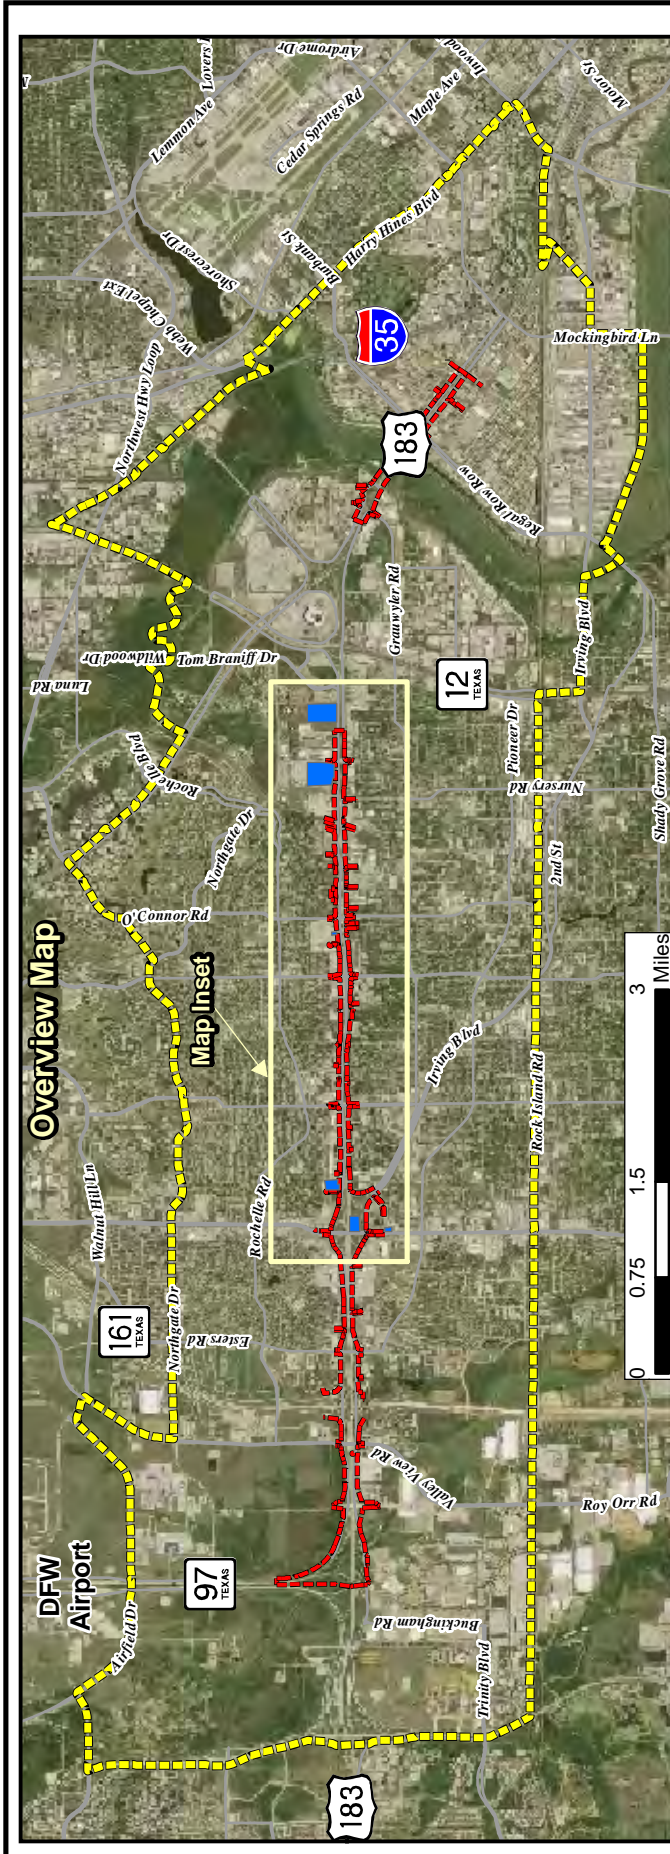 Overview Map
Map Inset
DFW
Airport
Lovers
Airdrome Dr
Inwood
Motor St
Lemmon Ave
Maple Ave
Cedar Springs Rd
Shorecrest Dr
Burbank St
Harry Hines Blvd
Webb Chapel Ext
Northwest Hwy Loop
35
Mockingbird Ln
183
Regal Row Row
Grauwyler Rd
Irving Blvd
Wildwood Dr
Tom Braniff Dr
Luna Rd
12
TEXAS
Pioneer Dr
Rochelle Blvd
Nursery Rd
Shady Grove Rd
Northgate Dr
2nd St
O'Connor Rd
Irving Blvd
Rock Island Rd
Walnut Hill Ln
Rochelle Rd
161
TEXAS
Northgate Dr
Esters Rd
Valley View Rd
Roy Orr Rd
97
TEXAS
Airfield Dr
Buckingham Rd
Trinity Blvd
183
0 0.75 1.5 3
Miles